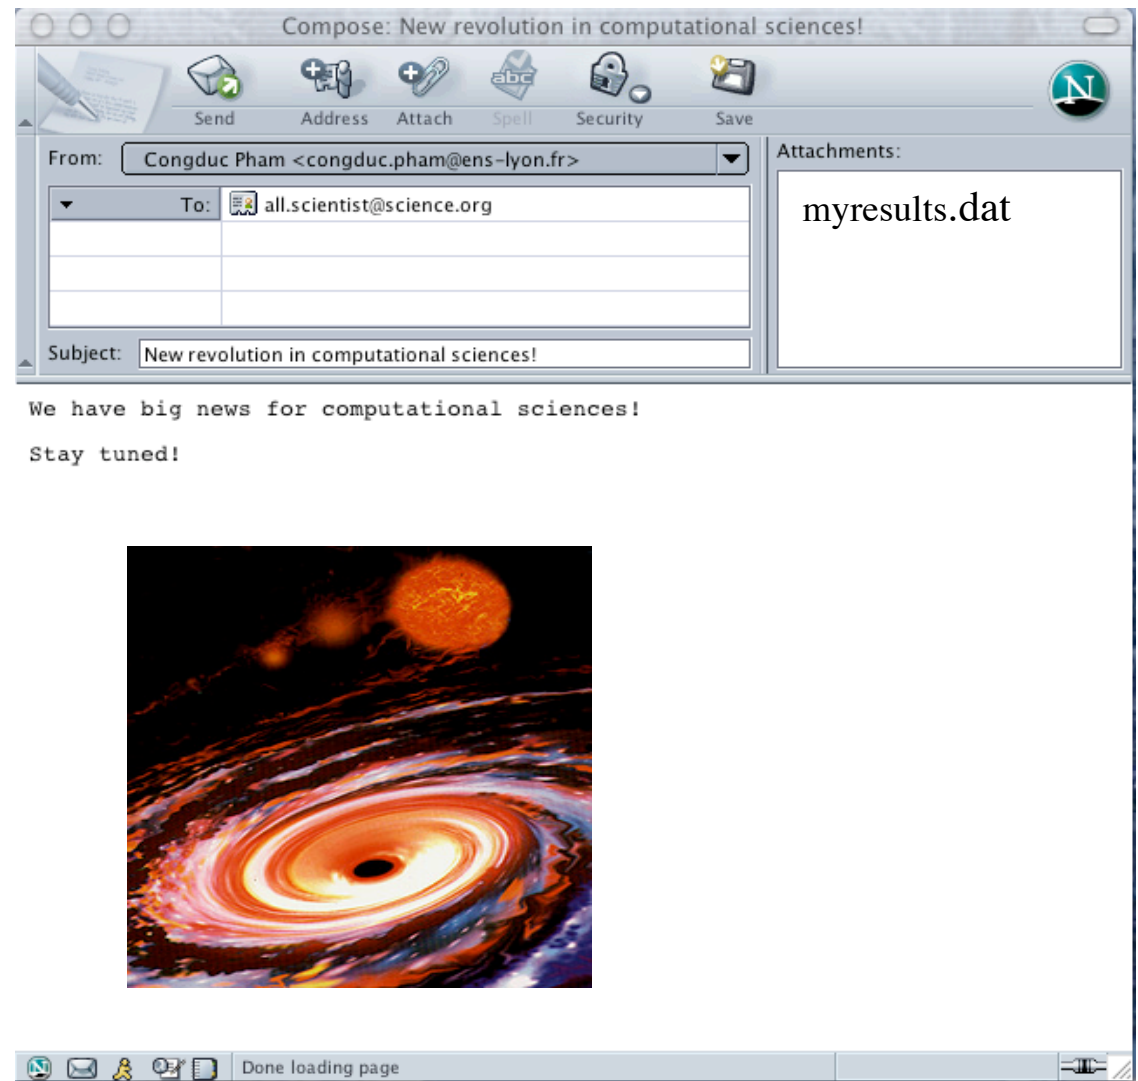 Compose: New revolution in computational sciences!
Send Address Attach Spell Security Save
N
From: Congduc Pham <congduc.pham@ens-lyon.fr>
Attachments:
To: all.scientist@science.org
myresults.dat
Subject: New revolution in computational sciences!
We have big news for computational sciences!
Stay tuned!
Done loading page